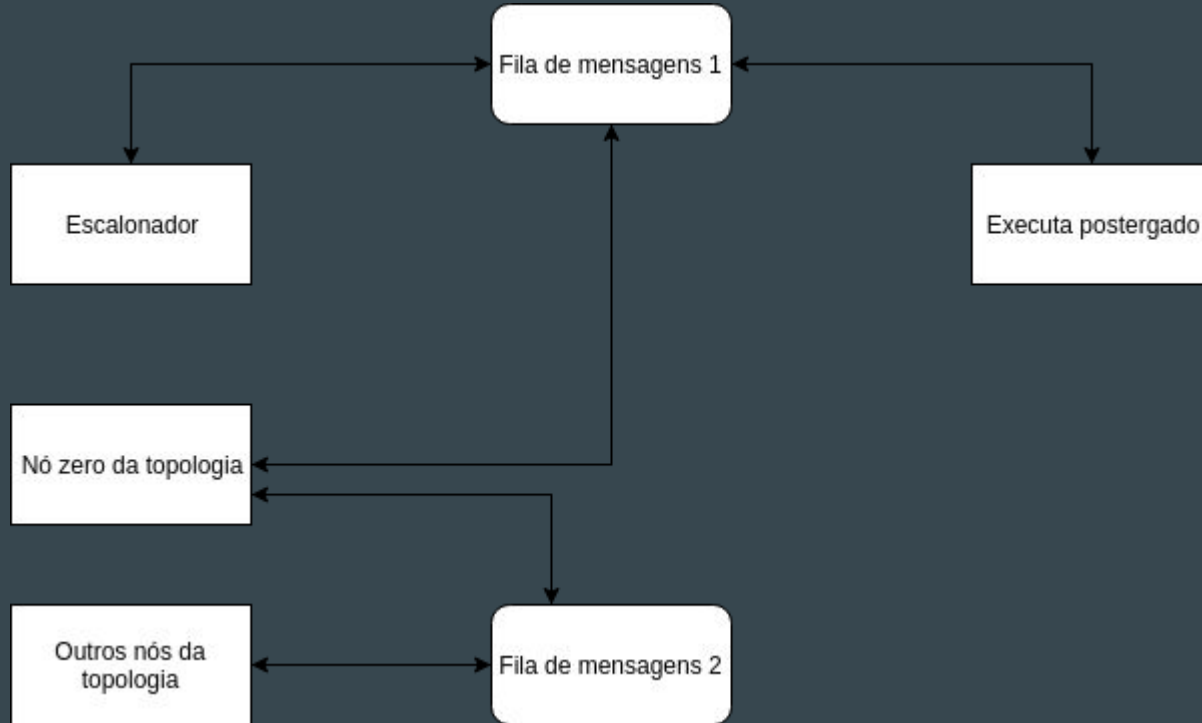 Fila de mensagens 1
Escalonador
Executa postergado
Nó zero da topologia
Outros nós da
topologia
Fila de mensagens 2